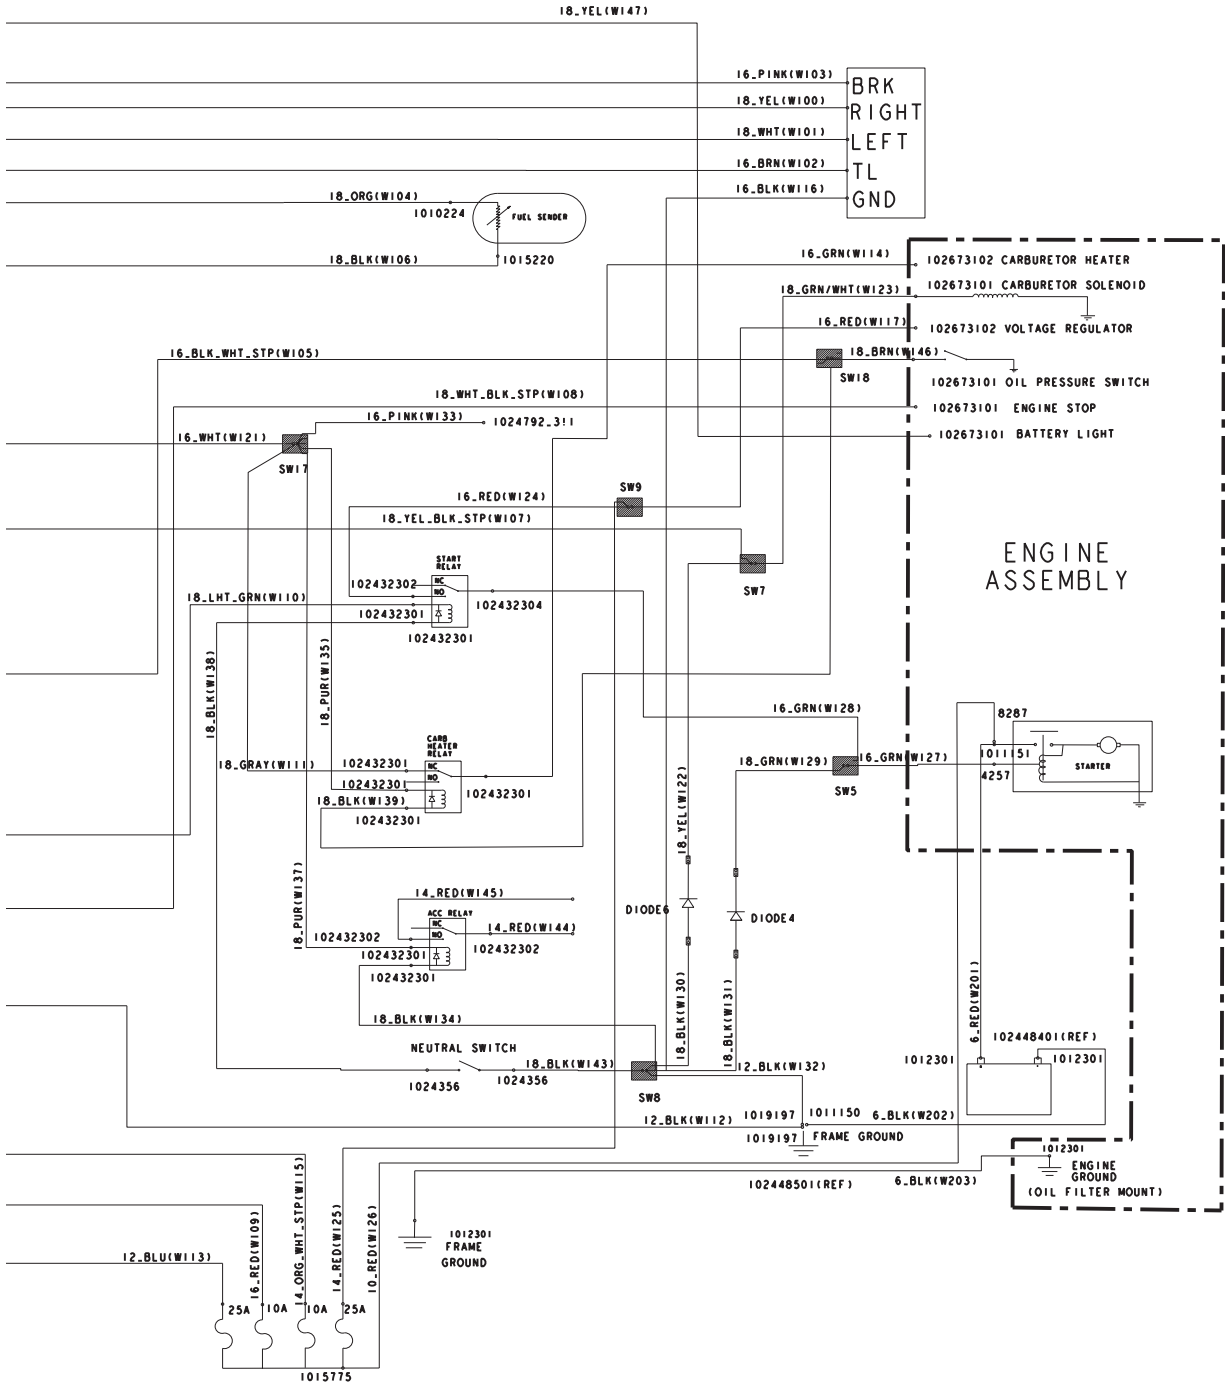 18_YEL(W147)
16_PINK(W103)
BRK
18_YEL(W100)
RIGHT
18_WHT(W101)
LEFT
16_BRN(W102)
TL
16_BLK(W116)
GND
18_ORG(W104)
1010224
FUEL SENDER
18_BLK(W106)
1015220
16_GRN(W114)
102673102 CARBURETOR HEATER
18_GRN/WHT(W123)
102673101 CARBURETOR SOLENOID
16_RED(W117)
102673102 VOLTAGE REGULATOR
16_BLK_WHT_STP(W105)
18_BRN(W146)
SW18
102673101 OIL PRESSURE SWITCH
18_WHT_BLK_STP(W108)
102673101 ENGINE STOP
16_PINK(W133)
1024792_3!1
102673101 BATTERY LIGHT
16_WHT(W121)
SW17
SW9
16_RED(W124)
18_YEL_BLK_STP(W107)
ENGINE
ASSEMBLY
START
RELAY
102432302
NC
NO
SW7
18_LHT_GRN(W110)
102432301
102432304
102432301
18_BLK(W138)
18_PUR(W135)
16_GRN(W128)
8287
CARB
HEATER
RELAY
18_GRAY(W111)
102432301
NC
NO
102432301
18_BLK(W139)
102432301
102432301
18_GRN(W129)
16_GRN(W127)
SW5
1011151
4257
STARTER
18_YEL(W122)
18_PUR(W137)
14_RED(W145)
ACC RELAY
NC
NO
14_RED(W144)
102432302
102432301
102432302
102432301
DIODE6
DIODE4
18_BLK(W130)
18_BLK(W131)
6_RED(W201)
18_BLK(W134)
NEUTRAL SWITCH
18_BLK(W143)
1024356
1024356
SW8
12_BLK(W132)
102448401(REF)
1012301
1012301
12_BLK(W112)
1019197
1011150
6_BLK(W202)
1019197
FRAME GROUND
1012301
ENGINE
GROUND
(OIL FILTER MOUNT)
102448501(REF)
6_BLK(W203)
1012301
FRAME
GROUND
12_BLU(W113)
16_RED(W109)
14_ORG_WHT_STP(W115)
14_RED(W125)
10_RED(W126)
25A
10A
10A
25A
1015775